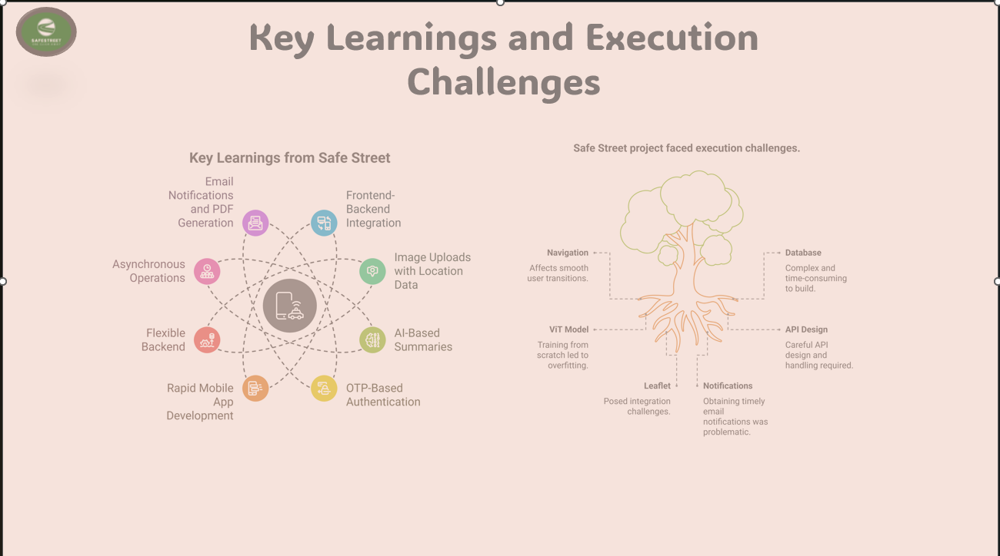 SAFESTREET
Key Learnings and Execution
Challenges
Key Learnings from Safe Street
Email
Notifications
and PDF
Generation
Frontend-
Backend
Integration
Asynchronous
Operations
Image Uploads
with Location
Data
Flexible
Backend
AI-Based
Summaries
Rapid Mobile
App
Development
OTP-Based
Authentication
Safe Street project faced execution challenges.
Navigation
Affects smooth
user transitions.
Database
Complex and
time-consuming
to build.
ViT Model
Training from
scratch led to
overfitting.
API Design
Careful API
design and
handling required.
Leaflet
Posed integration
challenges.
Notifications
Obtaining timely
email
notifications was
problematic.